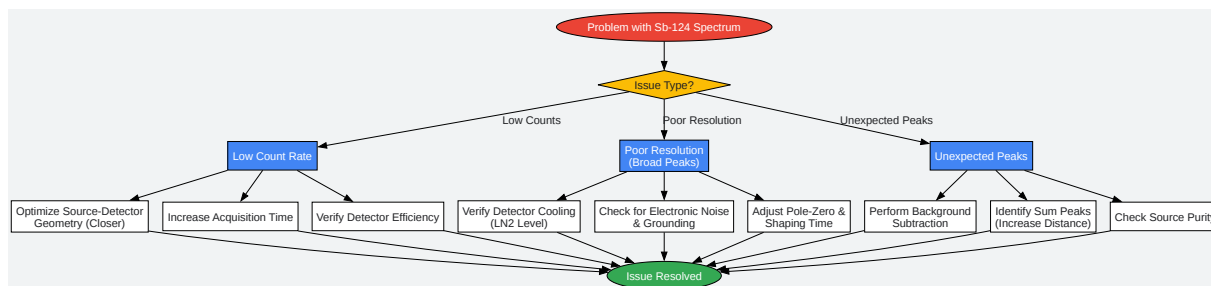 Problem with Sb-124 Spectrum
Issue Type?
Low Counts
Poor Resolution
Unexpected Peaks
Low Count Rate
Poor Resolution
(Broad Peaks)
Unexpected Peaks
Optimize Source-Detector
Geometry (Closer)
Increase Acquisition Time
Verify Detector Efficiency
Verify Detector Cooling
(LN2 Level)
Check for Electronic Noise
& Grounding
Adjust Pole-Zero &
Shaping Time
Perform Background
Subtraction
Identify Sum Peaks
(Increase Distance)
Check Source Purity
Issue Resolved